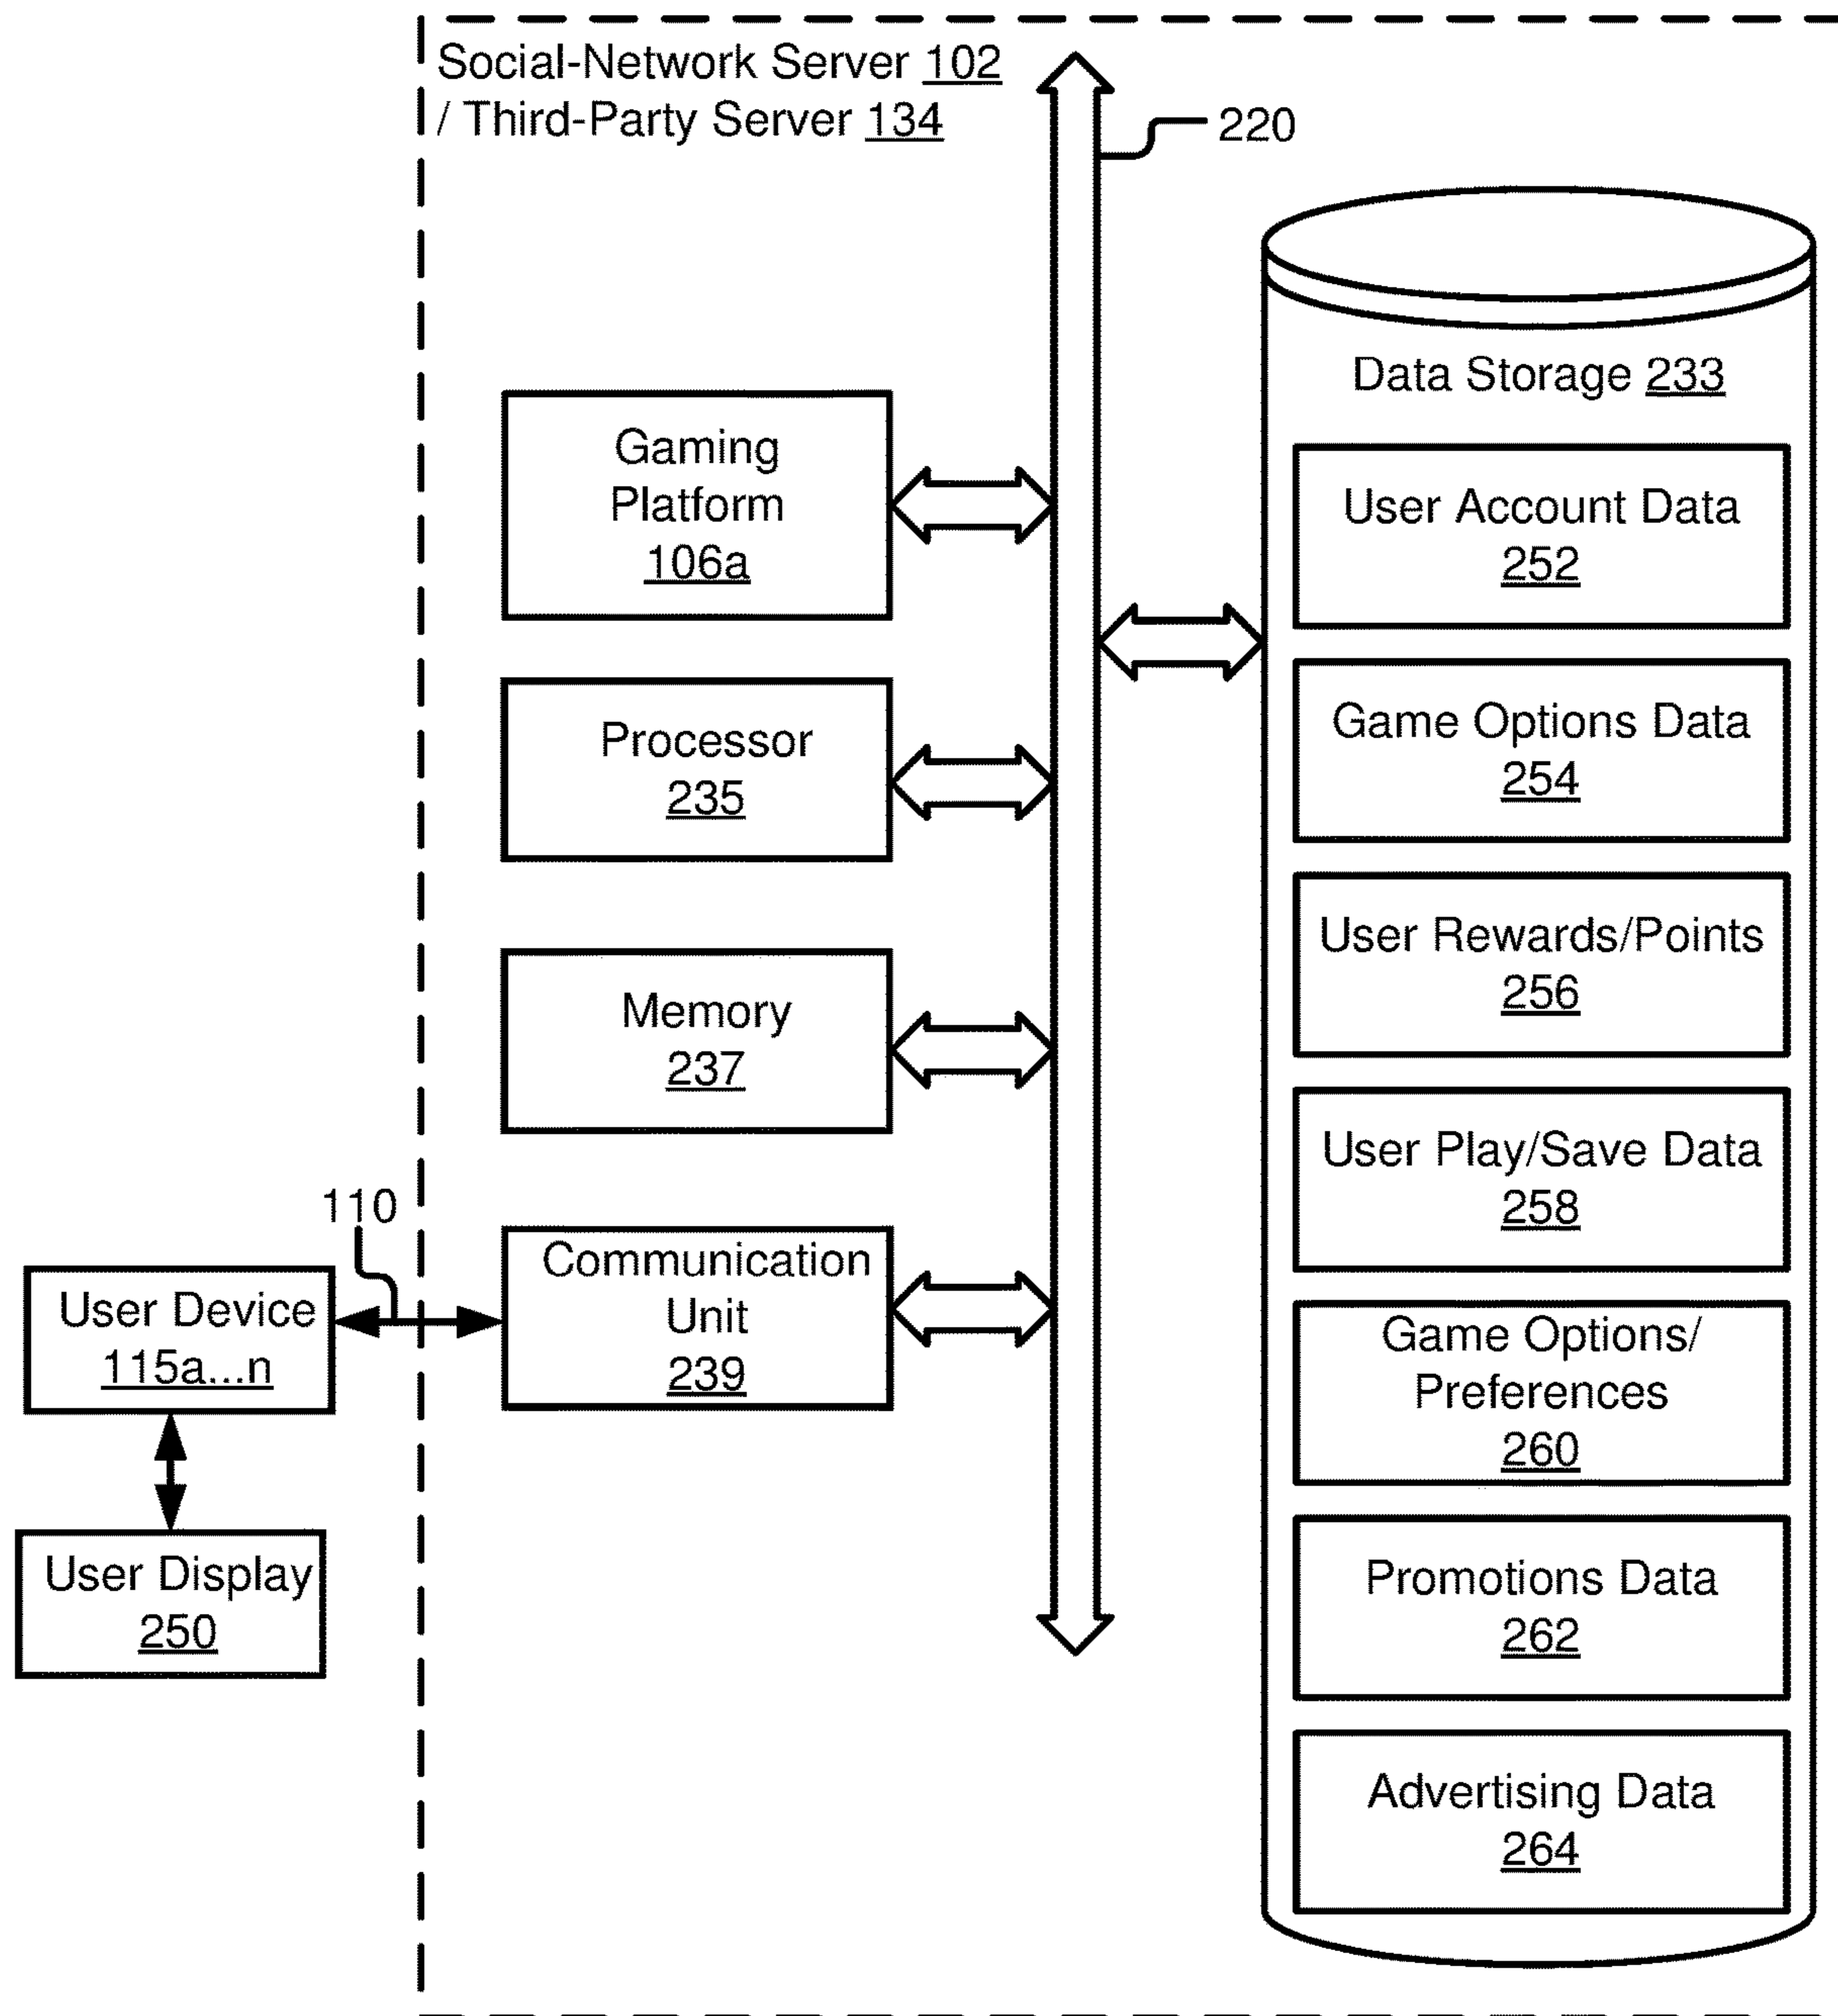 Social-Network Server 102
/ Third-Party Server 134
220
Data Storage 233
Gaming
Platform
106a
User Account Data
252
Processor
235
Game Options Data
254
User Rewards/Points
256
Memory
237
User Play/Save Data
258
110
Communication
Unit
239
User Device
115a...n
Game Options/
Preferences
260
User Display
250
Promotions Data
262
Advertising Data
264